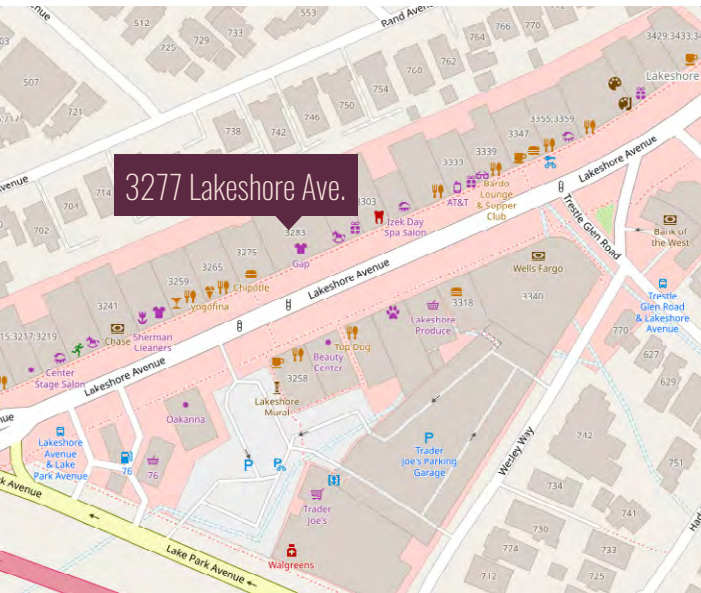 Rand Avenue
553
512
725
729
733
507
721
766
770
764
762
760
754
750
746
742
738
3429;3433;34
Lakeshore
3355;3359
3347
3339
3333
Lakeshore Avenue
AT&T
Bardo
Lounge
& Supper
Club
3277 Lakeshore Ave.
3303
Izek Day
Spa Salon
3283
Gap
704
714
702
3275
3265
3259
Chipotle
Yogofina
Lakeshore Avenue
Trestle Glen Road
Bank of
the West
Wells Fargo
3340
3318
Lakeshore
Produce
Trestle
Glen Road
& Lakeshore
Avenue
3241
Chase
Sherman
Cleaners
3217;3219
Center
Stage Salon
Lakeshore Avenue
Top Dog
Beauty
Center
3258
Lakeshore
Mural
Oakanna
770
627
629
Lakeshore
Avenue
& Lake
Park Avenue
76
76
P
P
P
Trader
Joe's Parking
Garage
Wesley Way
742
751
734
741
730
733
724
725
712
Trader
Joe's
Walgreens
Lake Park Avenue